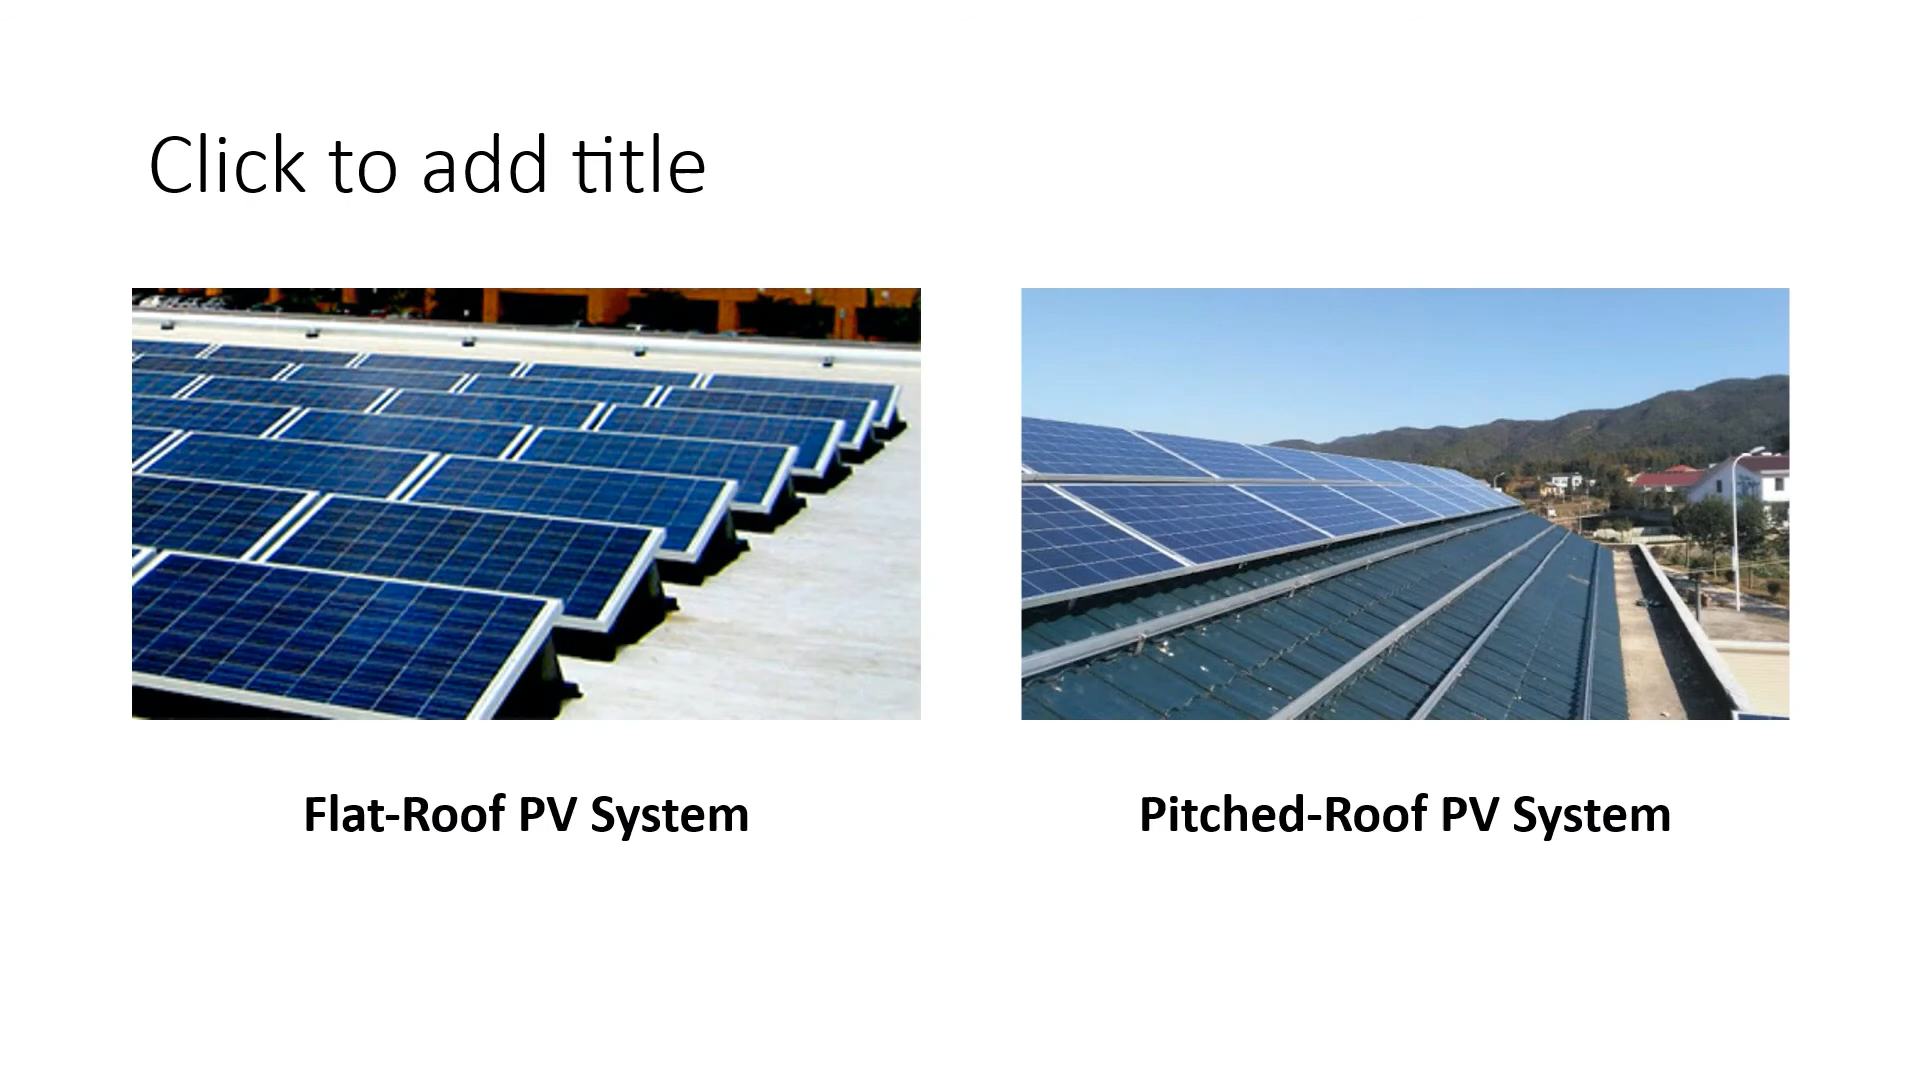 Click to add title
Flat-Roof PV System
Pitched-Roof PV System